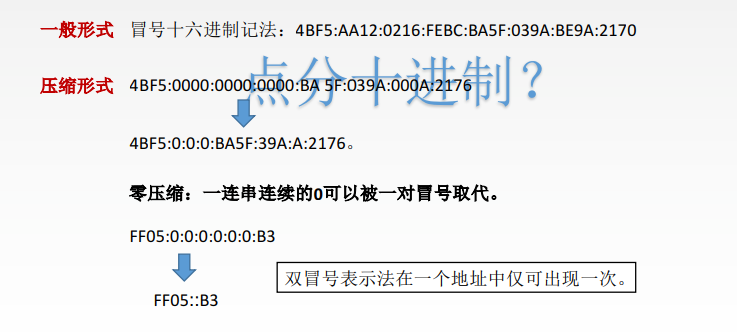 一般形式 冒号十六进制记法：4BF5:AA12:0216:FEBC:BA5F:039A:BE9A:2170
点分十进制？
压缩形式 4BF5:0000:0000:0000:BA 5F:039A:000A:2176
4BF5:0:0:0:BA5F:39A:A:2176。
零压缩：一连串连续的0可以被一对冒号取代。
FF05:0:0:0:0:0:0:B3
双冒号表示法在一个地址中仅可出现一次。
FF05::B3